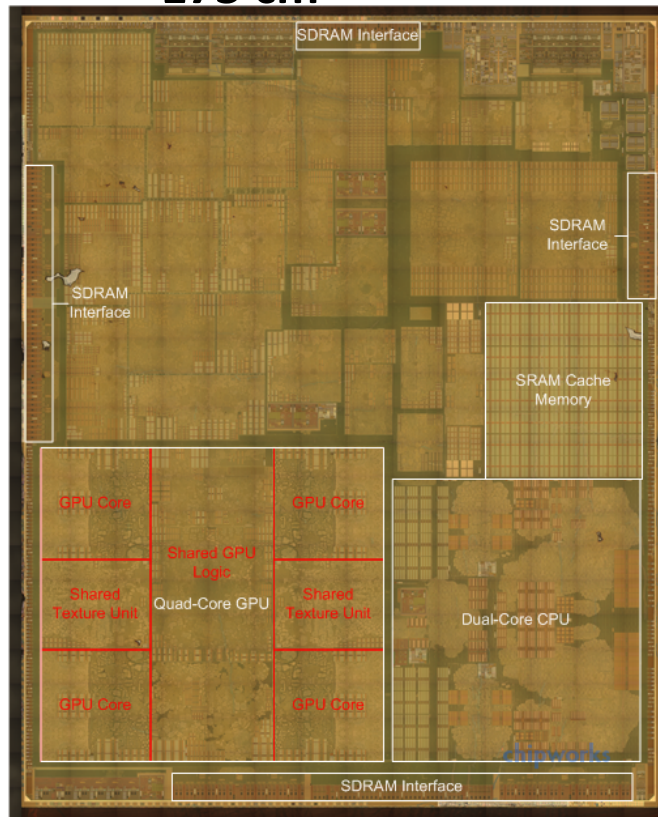 cm
SDRAM Interface
SDRAM
Interface
SDRAM
Interface
SRAM Cache
Memory
GPU Core
GPU Core
Shared GPU
Logic
Shared
Texture Unit
Quad-Core GPU
Shared
Texture Unit
Dual-Core CPU
GPU Core
GPU Core
chipworks
SDRAM Interface